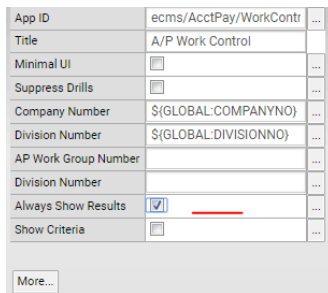 App ID ecms/AcctPay/WorkContr ...
Title A/P Work Control
Minimal UI ...
Suppress Drills ...
Company Number ${GLOBAL:COMPANYNO} ...
Division Number ${GLOBAL:DIVISIONNO} ...
AP Work Group Number ...
Division Number ...
Always Show Results ...
Show Criteria ...
More...